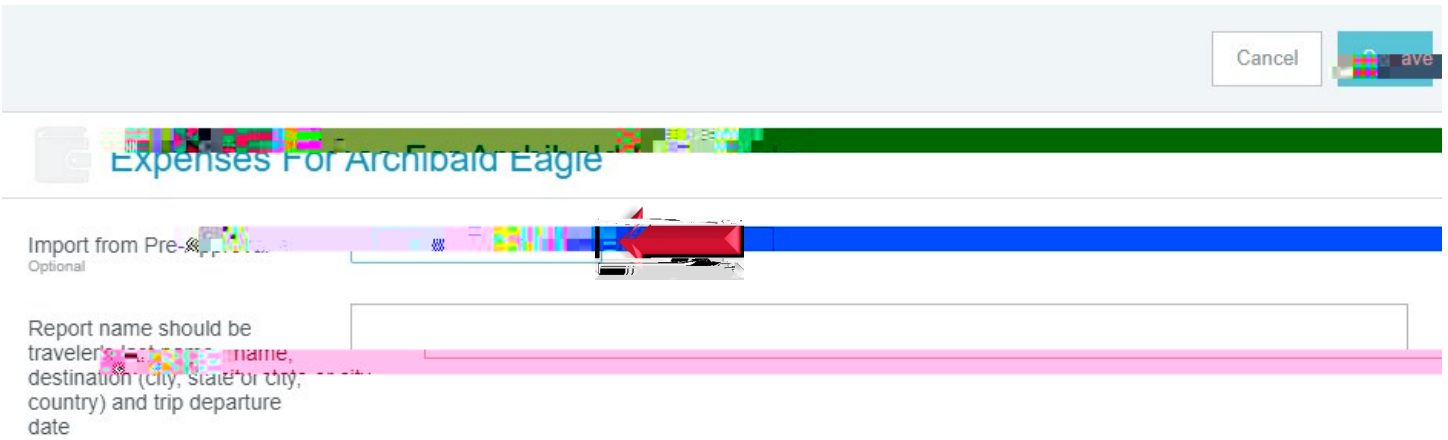 Cancel
ave
Expenses For Archibald Eagle
Import from Pre-
Optional
Report name should be
traveler's name,
destination (city, state or city,
country) and trip departure
date